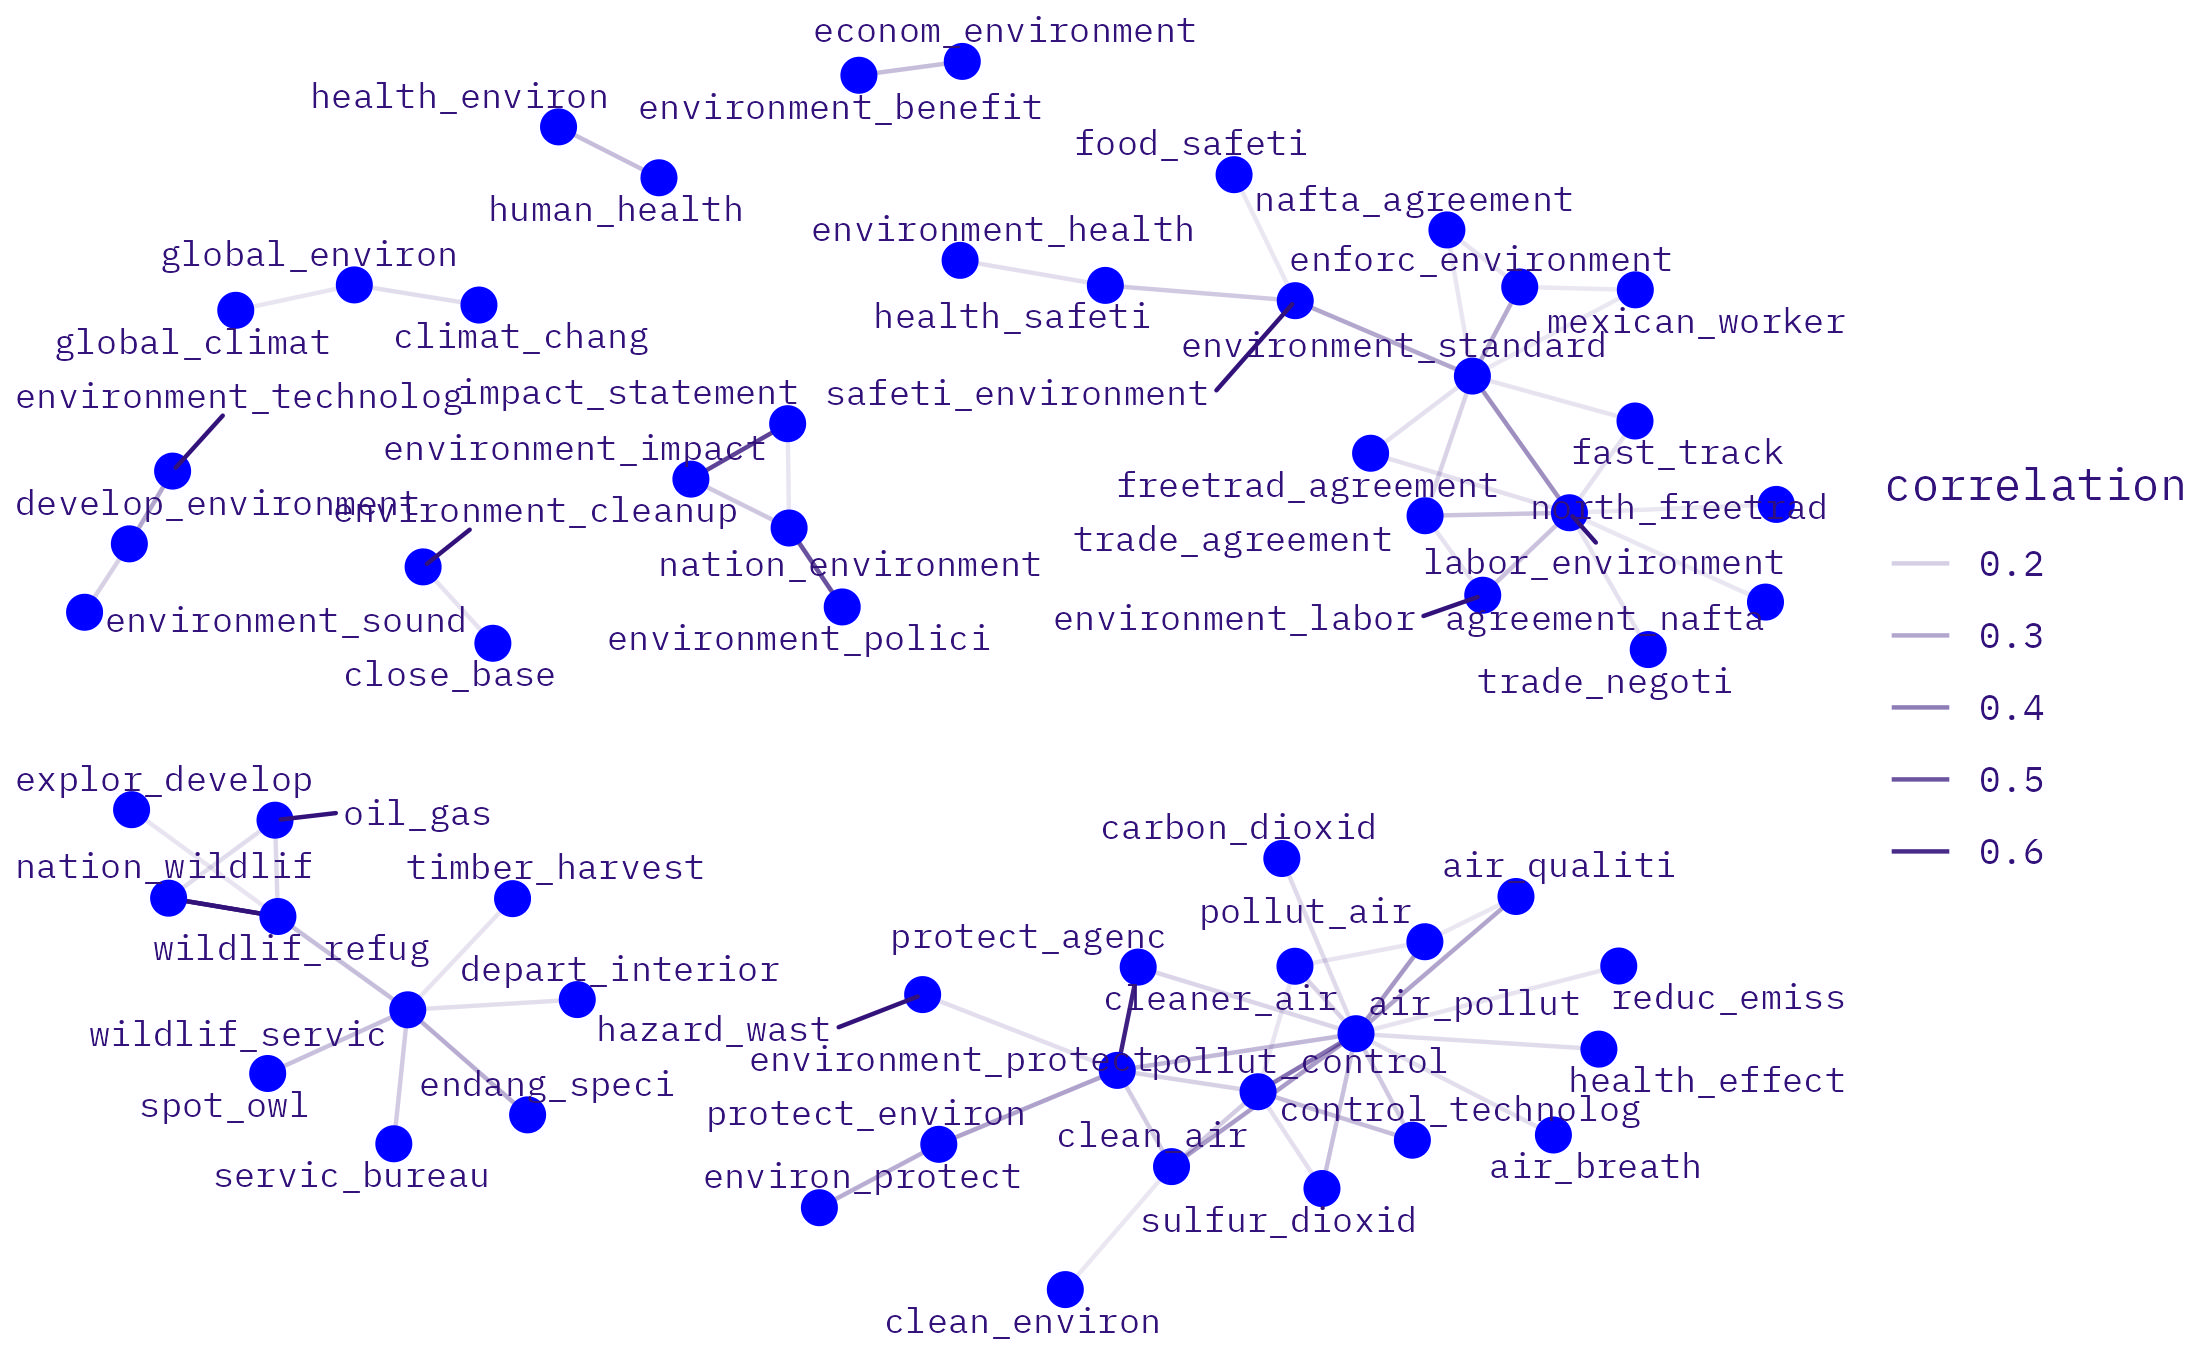 econom_environment
health_environ
environment_benefit
food_safeti
nafta_agreement
human_health
environment_health
global_environ
enforc_environment
health_safeti
mexican_worker
climat_chang
global_climat
environment_standard
impact_statement
safeti_environment
environment_technolog
environment_impact
fast_track
freetrad_agreement
correlation
develop_environment
environment_cleanup
north_freetrad
trade_agreement
nation_environment
labor_environment
0.2
environment_sound
environment_labor
agreement_nafta
environment_polici
0.3
close_base
trade_negoti
0.4
0.5
0.6
explor_develop
oil_gas
carbon_dioxid
nation_wildlif
timber_harvest
air_qualiti
pollut_air
wildlif_refug
protect_agenc
depart_interior
cleaner_air
air_pollut
reduc_emiss
wildlif_servic
hazard_wast
environment_protect
pollut_control
endang_speci
health_effect
spot_owl
protect_environ
control_technolog
clean_air
servic_bureau
environ_protect
air_breath
sulfur_dioxid
clean_environ